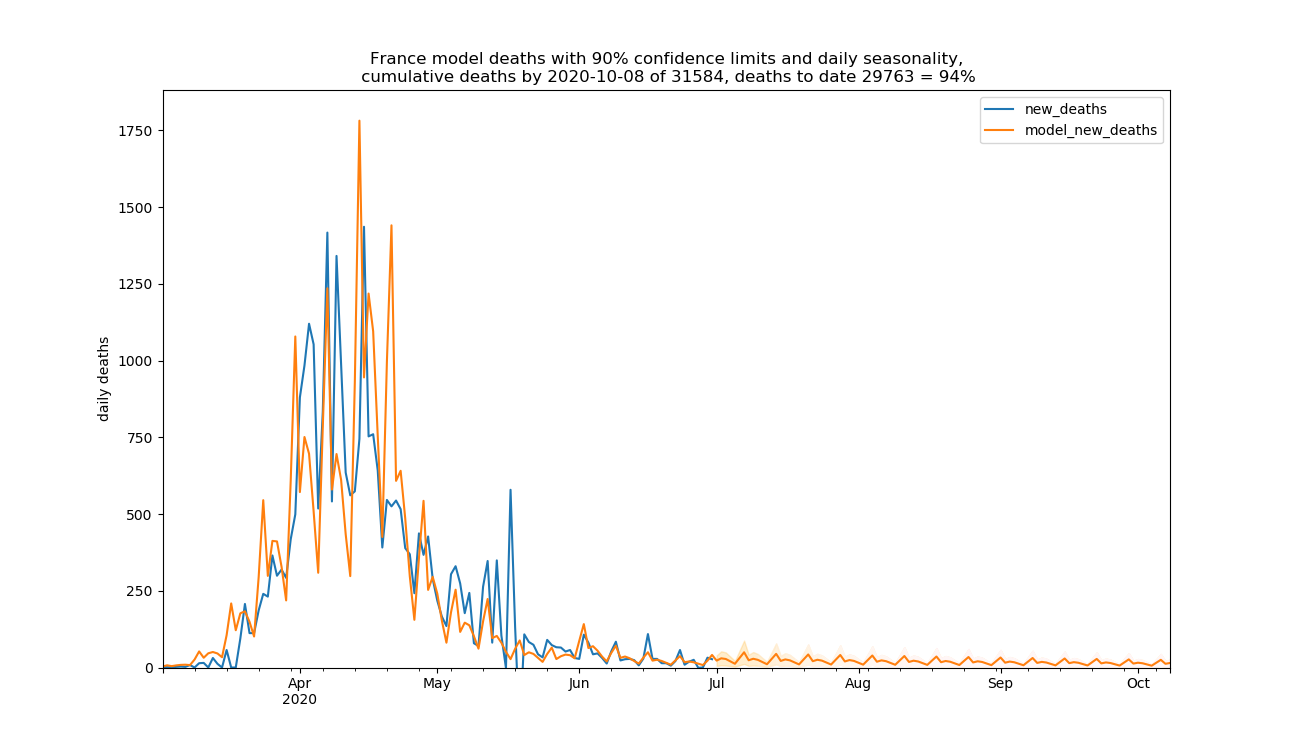 France model deaths with 90% confidence limits and daily seasonality,
cumulative deaths by 2020-10-08 of 31584, deaths to date 29763 = 94%
new_deaths
model_new_deaths
daily deaths
1750
1500
1250
1000
750
500
250
0
Apr
2020
May
Jun
Jul
Aug
Sep
Oct